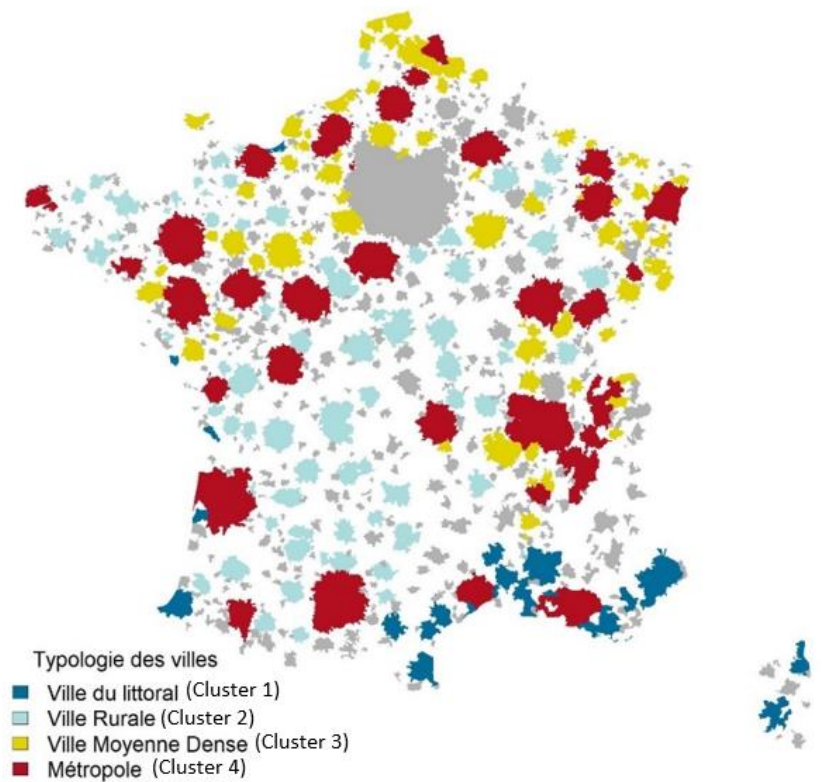 Typologie des villes
Ville du littoral (Cluster 1)
Ville Rurale (Cluster 2)
Ville Moyenne Dense (Cluster 3)
Métropole (Cluster 4)